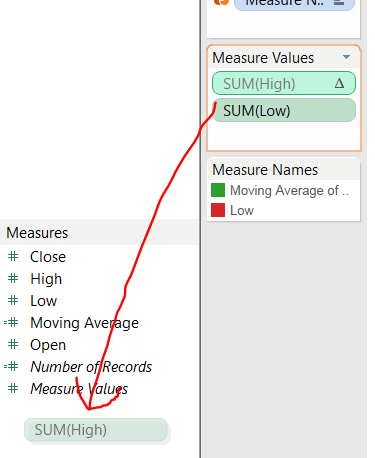 Measure N..
Measure Values
SUM(High) Δ
SUM(Low)
Measure Names
Moving Average of ..
Low
Measures
# Close
# High
# Low
=# Moving Average
# Open
=# Number of Records
# Measure Values
SUM(High)